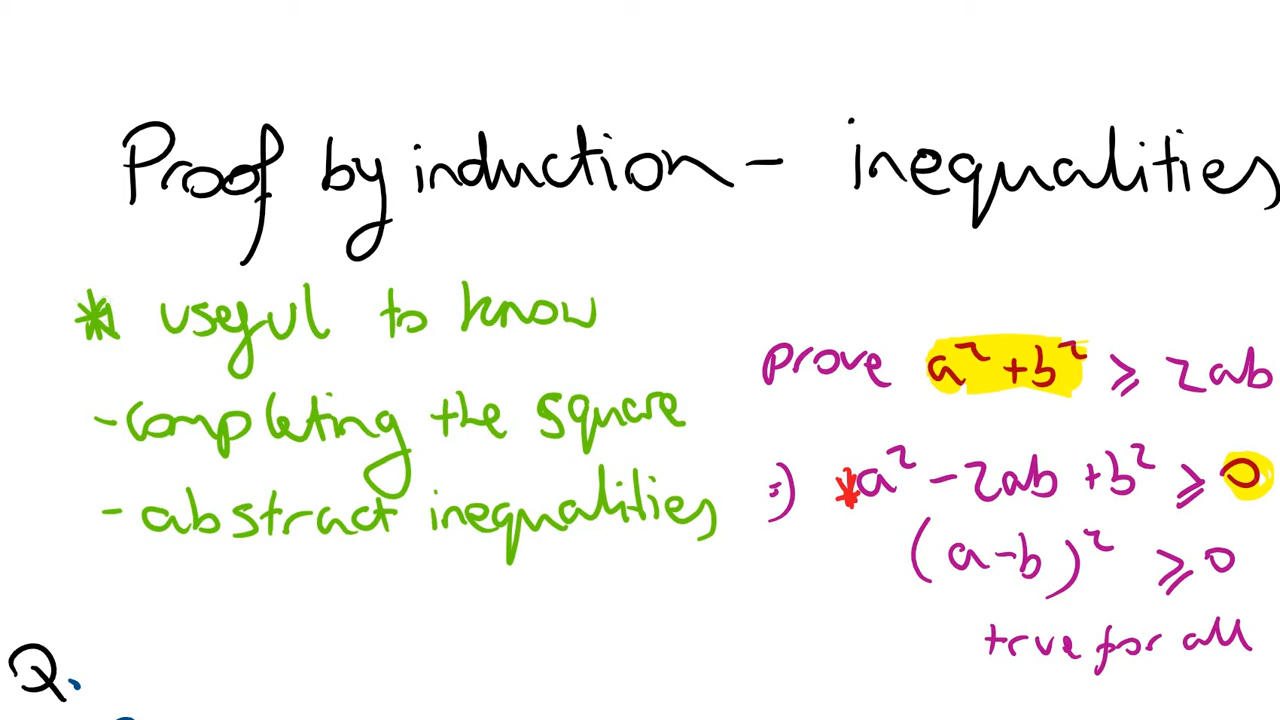 Proof by induction - inequalities
* useful to know
- completing the square
- abstract inequalities
prove a² + b² ⩾ 2ab
⇒ *a² - 2ab + b² ⩾ 0
(a-b)² ⩾ 0
true for all
Q.